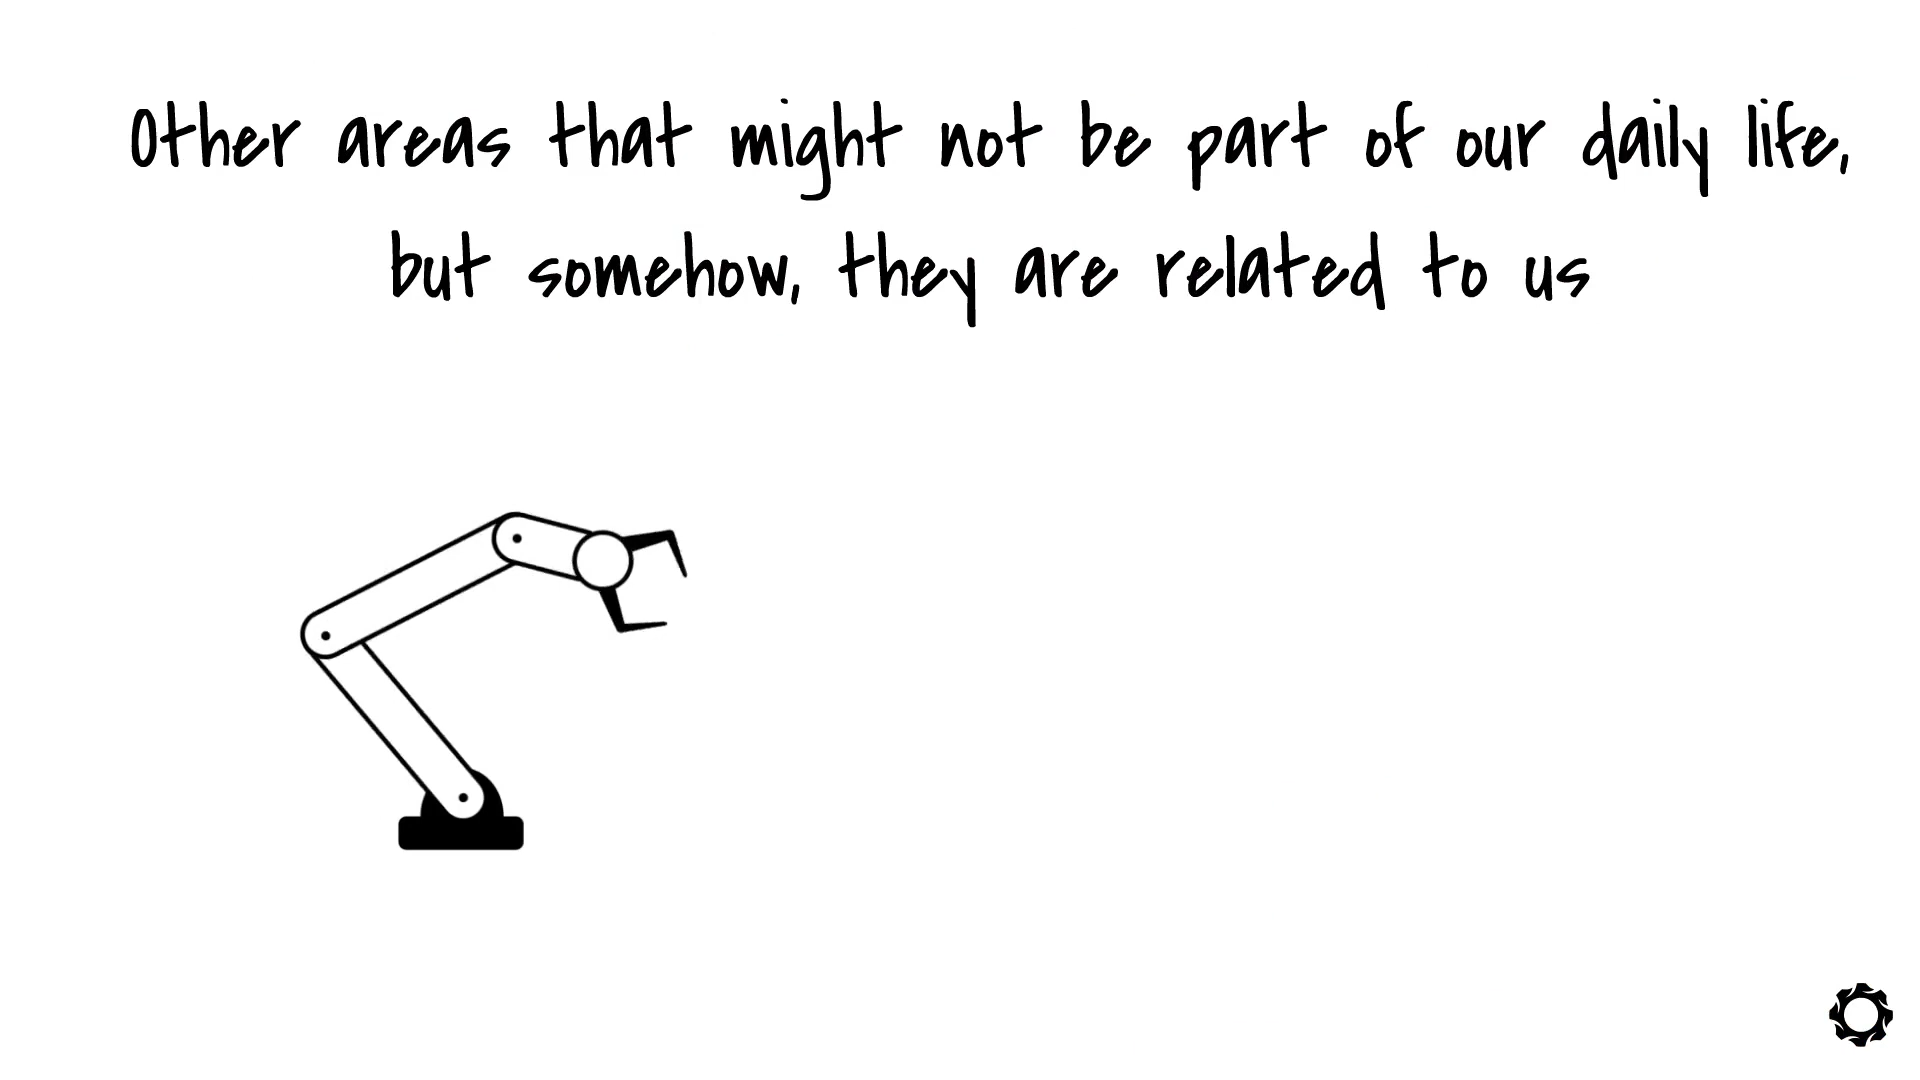 Other areas that might not be part of our daily life,
but somehow, they are related to us